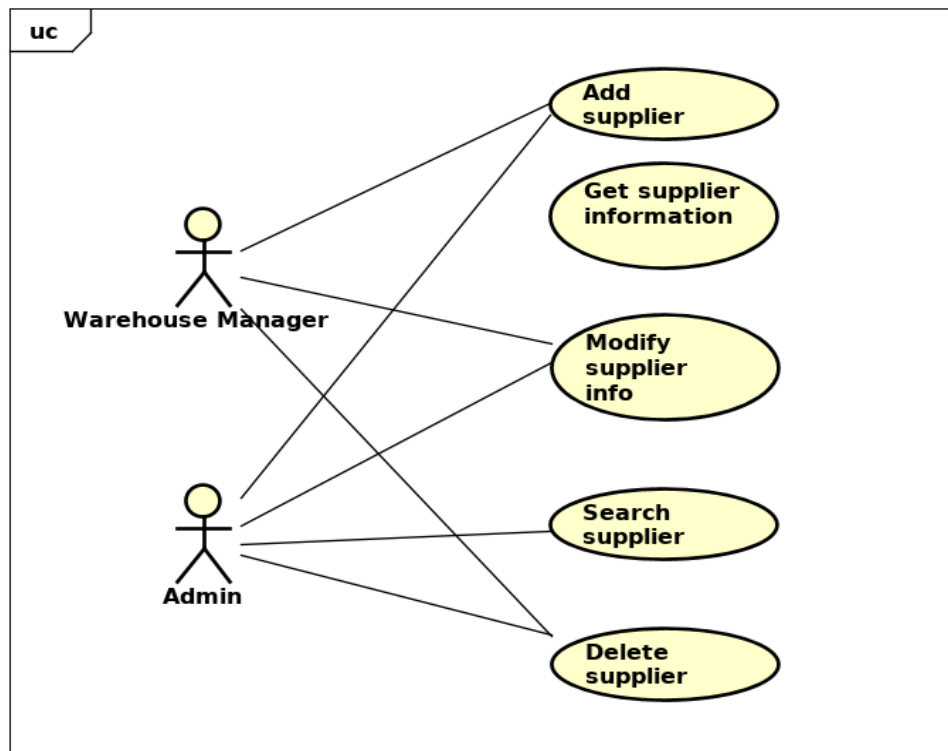 uc
Add
supplier
Get supplier
information
Warehouse Manager
Modify
supplier
info
Search
supplier
Admin
Delete
supplier